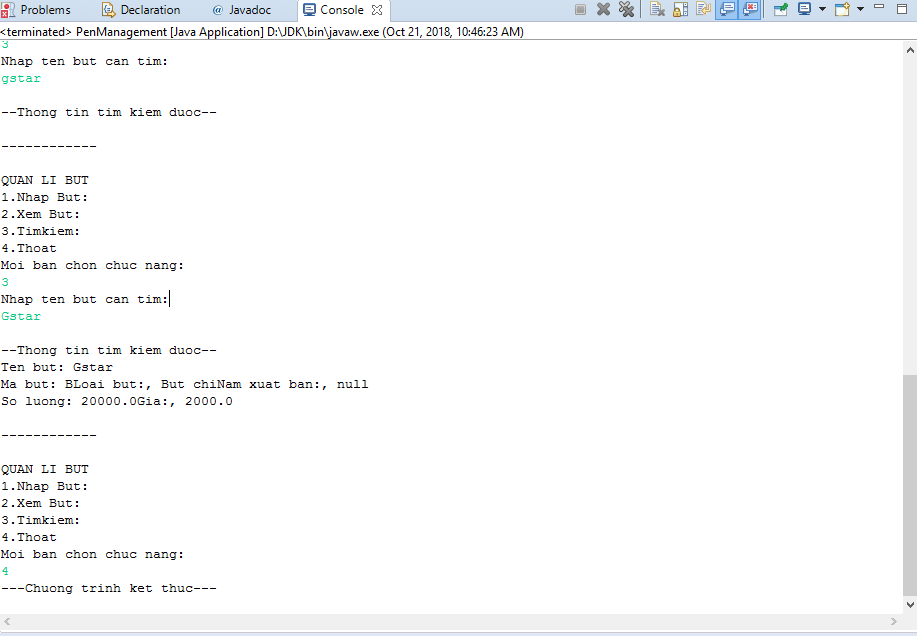 Problems Declaration @ Javadoc Console
<terminated> PenManagement [Java Application] D:\JDK\bin\javaw.exe (Oct 21, 2018, 10:46:23 AM)
3
Nhap ten but can tim:
gstar
--Thong tin tim kiem duoc--
------------
QUAN LI BUT
1.Nhap But:
2.Xem But:
3.Timkiem:
4.Thoat
Moi ban chon chuc nang:
3
Nhap ten but can tim:
Gstar
--Thong tin tim kiem duoc--
Ten but: Gstar
Ma but: BLoai but:, But chiNam xuat ban:, null
So luong: 20000.0Gia:, 2000.0
------------
QUAN LI BUT
1.Nhap But:
2.Xem But:
3.Timkiem:
4.Thoat
Moi ban chon chuc nang:
4
---Chuong trinh ket thuc---